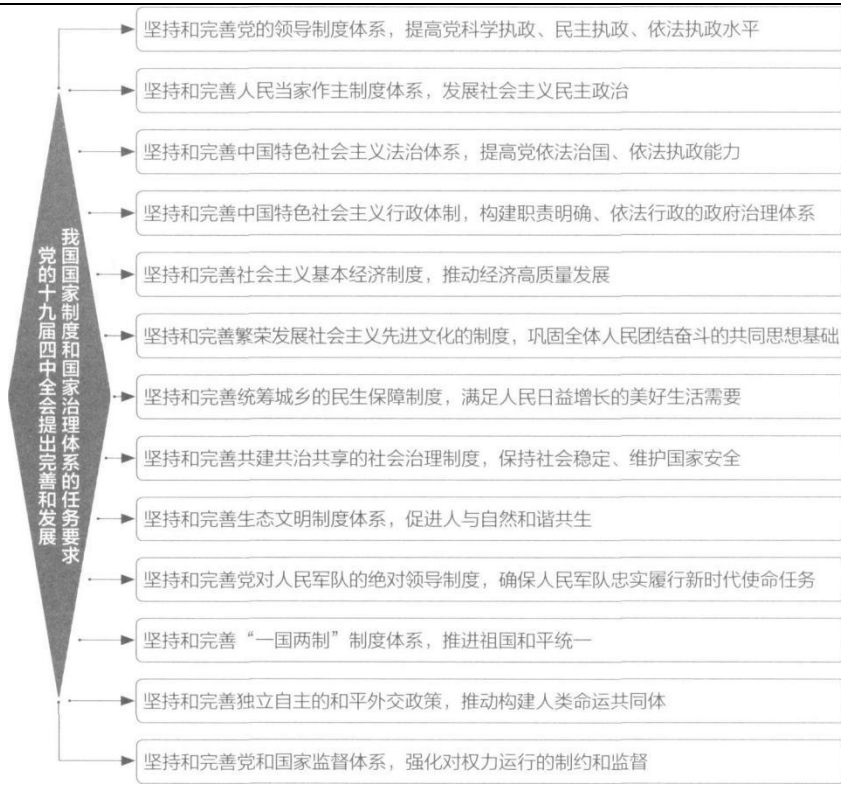 坚持和完善党的领导制度体系，提高党科学执政、民主执政、依法执政水平
坚持和完善人民当家作主制度体系，发展社会主义民主政治
坚持和完善中国特色社会主义法治体系，提高党依法治国、依法执政能力
坚持和完善中国特色社会主义行政体制，构建职责明确、依法行政的政府治理体系
坚持和完善社会主义基本经济制度，推动经济高质量发展
坚持和完善繁荣发展社会主义先进文化的制度，巩固全体人民团结奋斗的共同思想基础
坚持和完善统筹城乡的民生保障制度，满足人民日益增长的美好生活需要
坚持和完善共建共治共享的社会治理制度，保持社会稳定、维护国家安全
坚持和完善生态文明制度体系，促进人与自然和谐共生
坚持和完善党对人民军队的绝对领导制度，确保人民军队忠实履行新时代使命任务
坚持和完善“一国两制”制度体系，推进祖国和平统一
坚持和完善独立自主的和平外交政策，推动构建人类命运共同体
坚持和完善党和国家监督体系，强化对权力运行的制约和监督
党的十九届四中全会提出完善和发展
我国国家制度和国家治理体系的任务要求